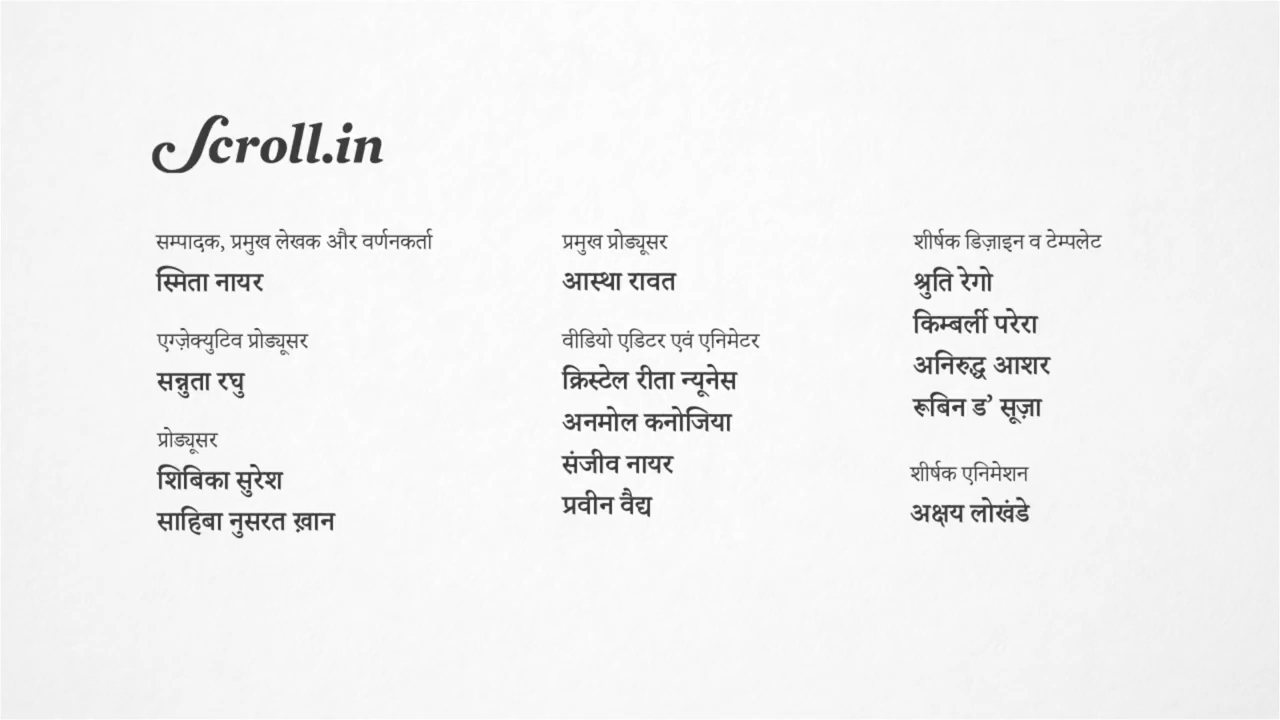 Scroll.in
सम्पादक, प्रमुख लेखक और वर्णनकर्ता
स्मिता नायर
एग्ज़ेक्युटिव प्रोड्यूसर
सन्नुता रघु
प्रोड्यूसर
शिबिका सुरेश
साहिबा नुसरत ख़ान
प्रमुख प्रोड्यूसर
आस्था रावत
वीडियो एडिटर एवं एनिमेटर
क्रिस्टेल रीता न्यूनेस
अनमोल कनोजिया
संजीव नायर
प्रवीन वैद्य
शीर्षक डिज़ाइन व टेम्पलेट
श्रुति रेगो
किम्बर्ली परेरा
अनिरुद्ध आशर
रूबिन ड’ सूज़ा
शीर्षक एनिमेशन
अक्षय लोखंडे